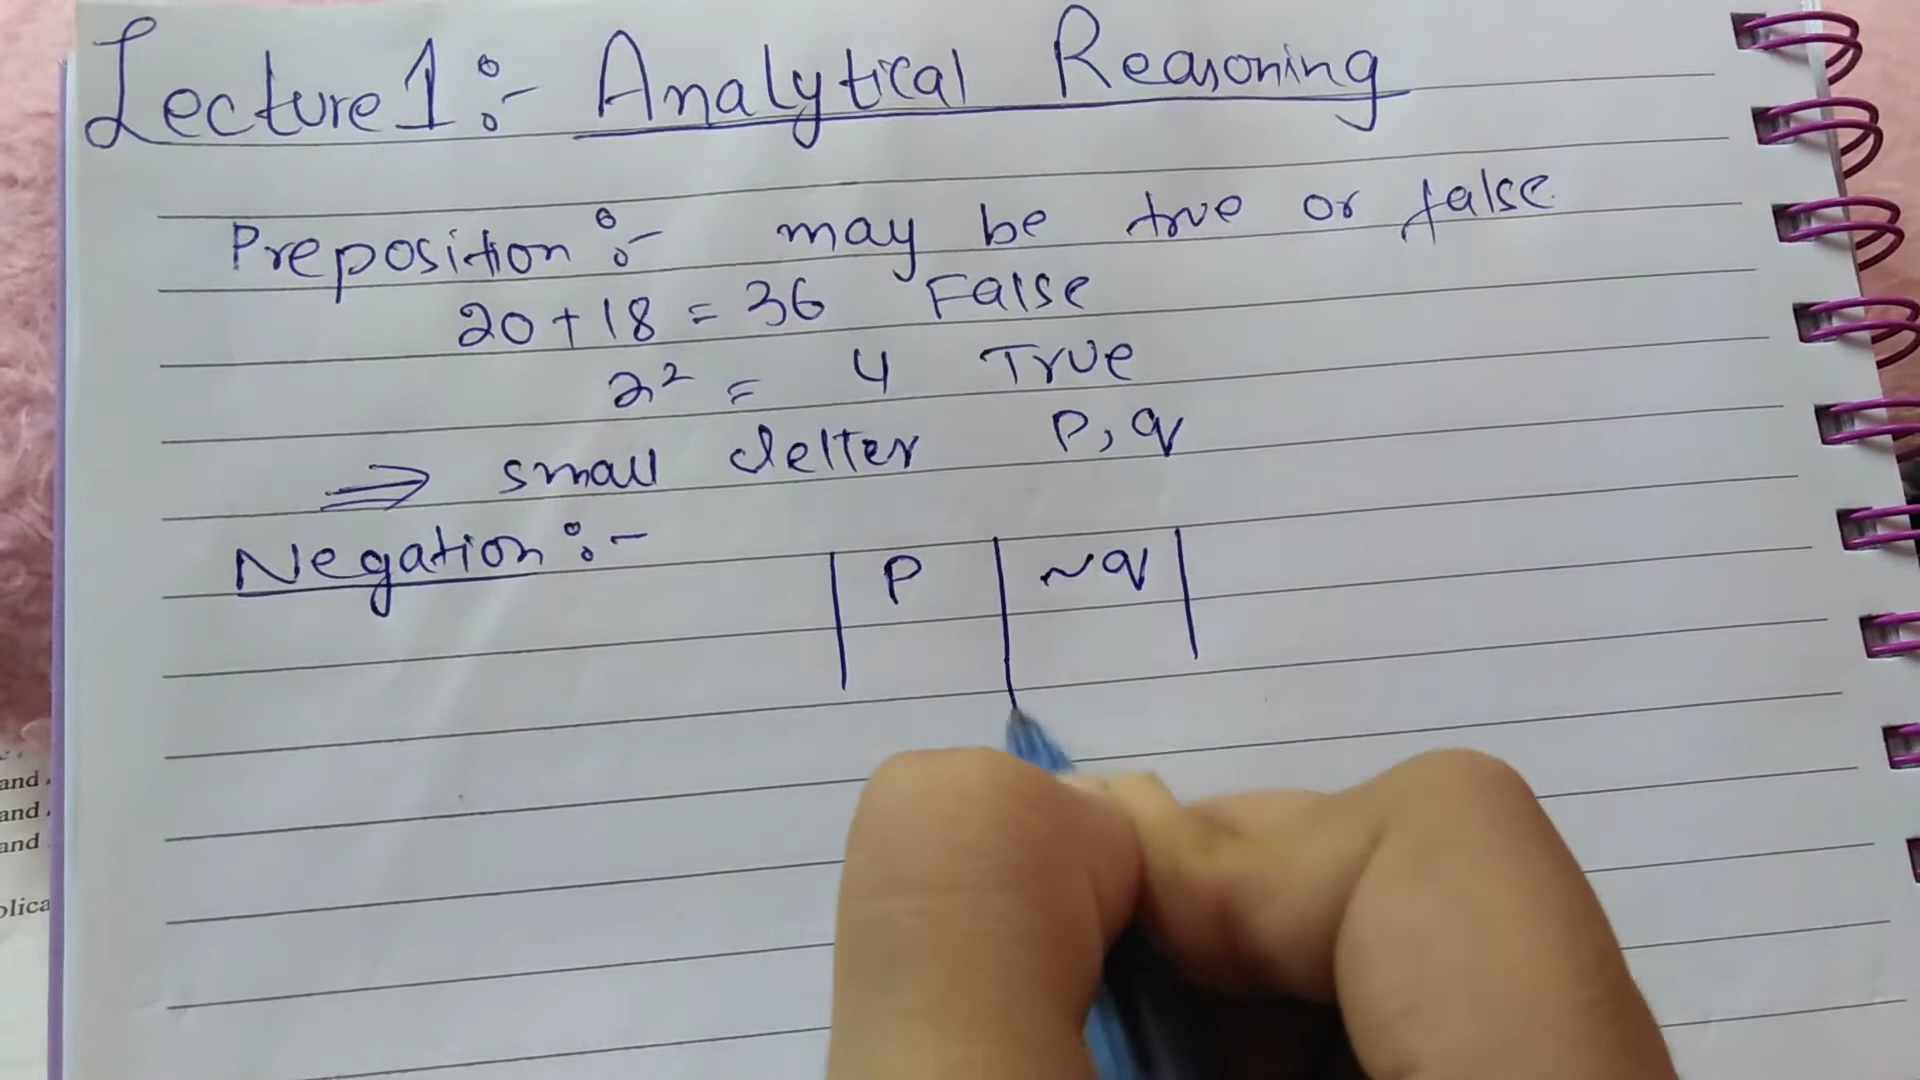 Lecture 1:- Analytical Reasoning
Preposition:- may be true or false.
20+18=36 False
2²= 4 True
⇒ small cletter P, q
Negation:-
P ~q
and
and
and
plica